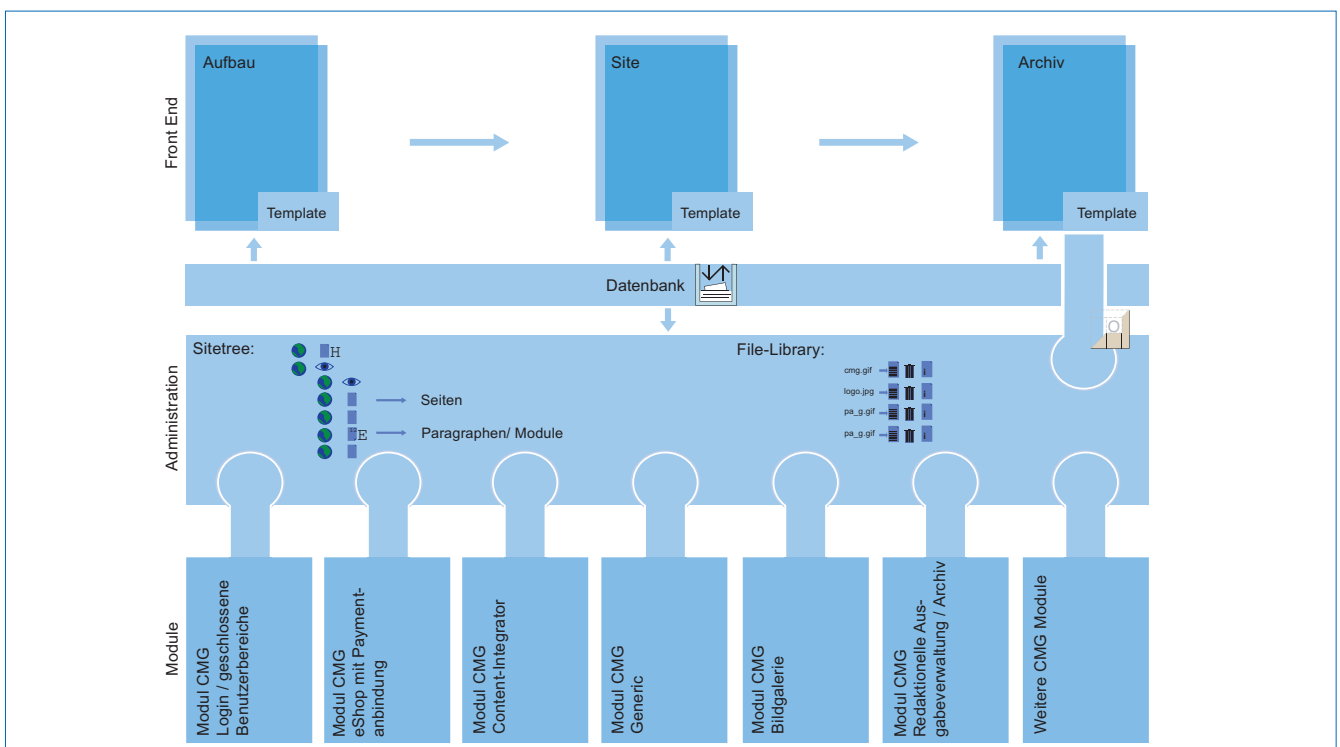 Front End
Aufbau
Site
Archiv
Template
Template
Template
Datenbank
Administration
Sitetree:
H
Seiten
E
Paragraphen/ Module
File-Library:
cmg.gif
logo.jpg
pa_g.gif
pa_g.gif
Module
Modul CMG
Login / geschlossene
Benutzerbereiche
Modul CMG
eShop mit Payment-
anbindung
Modul CMG
Content-Integrator
Modul CMG
Generic
Modul CMG
Bildgalerie
Modul CMG
Redaktionelle Aus-
gabeverwaltung / Archiv
Weitere CMG Module